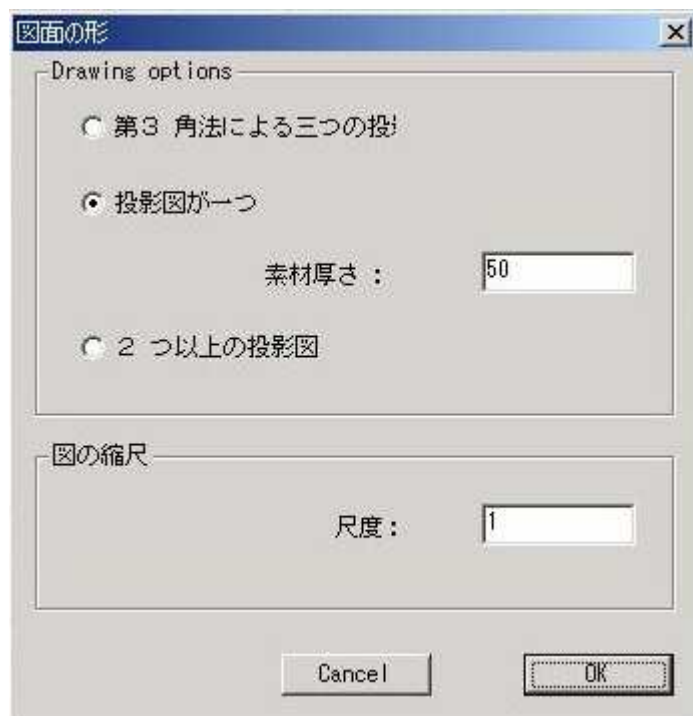 図面の形
Drawing options
第3 角法による三つの投
投影図が一つ
素材厚さ : 50
2 つ以上の投影図
図の縮尺
尺度 : 1
Cancel OK